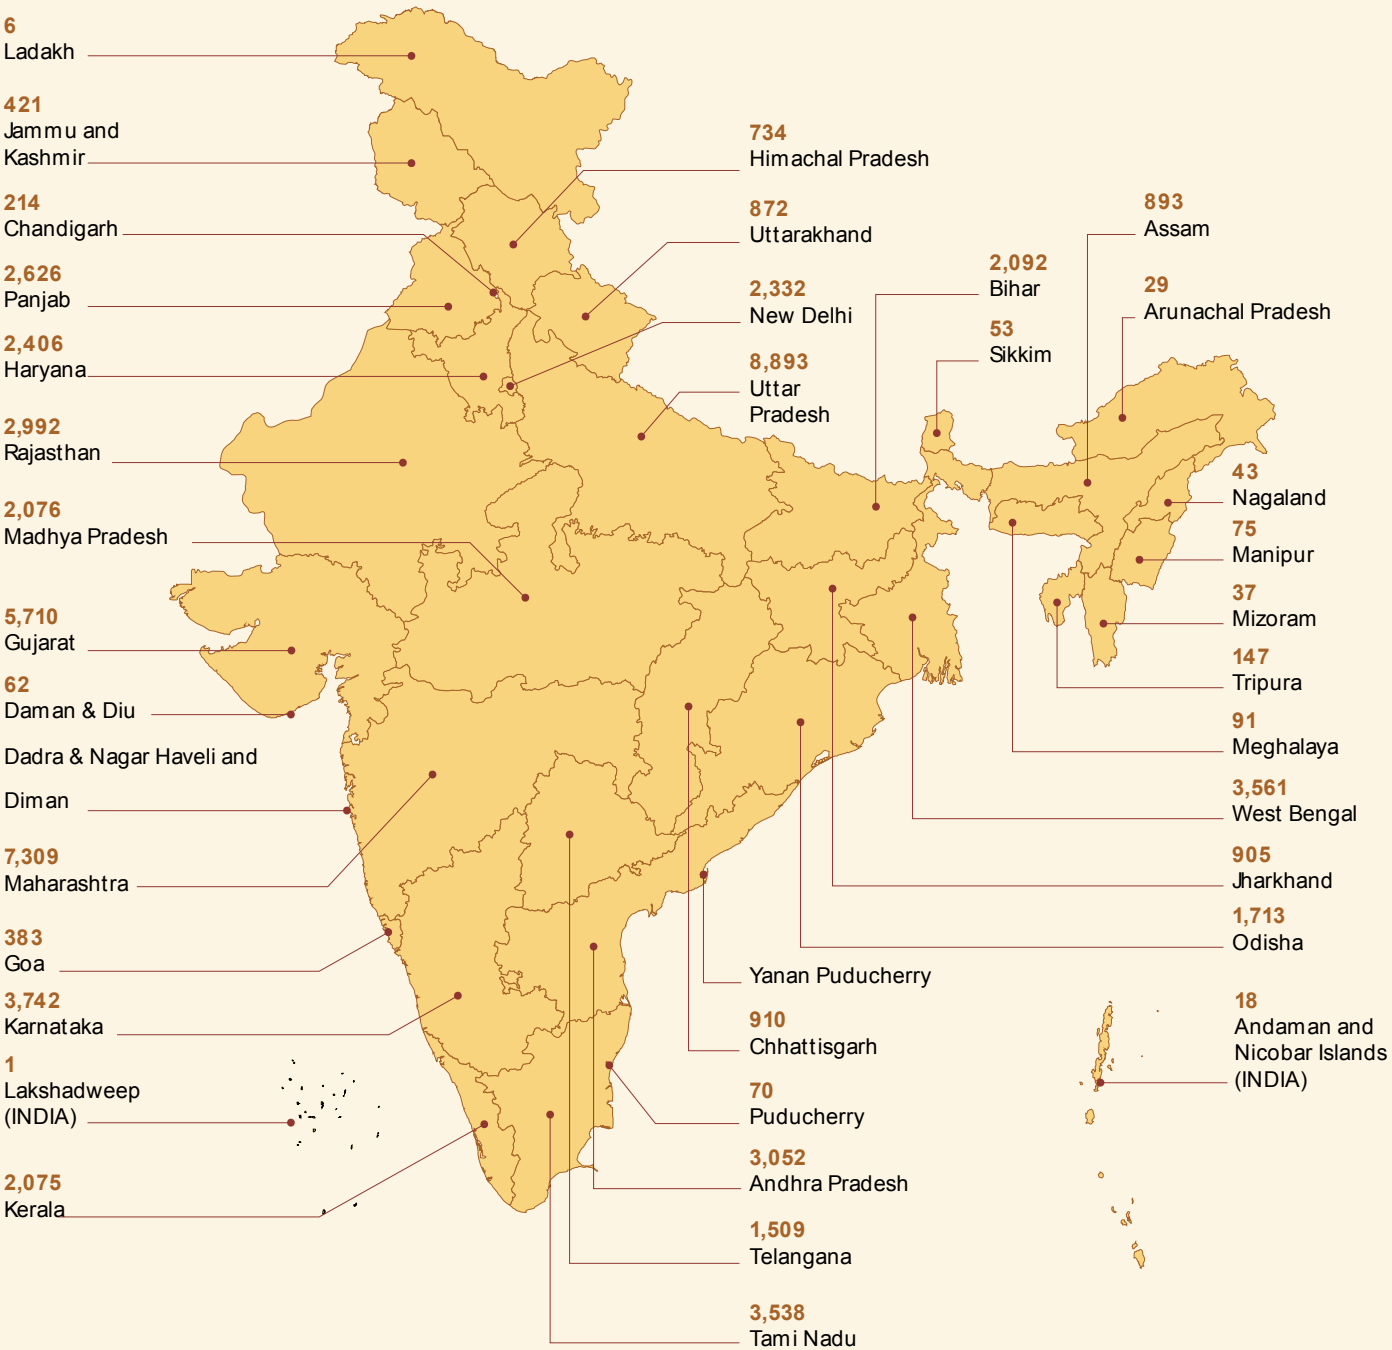 6
Ladakh
421
Jammu and
Kashmir
214
Chandigarh
2,626
Panjab
2,406
Haryana
2,992
Rajasthan
2,076
Madhya Pradesh
5,710
Gujarat
62
Daman & Diu
Dadra & Nagar Haveli and
Diman
7,309
Maharashtra
383
Goa
3,742
Karnataka
1
Lakshadweep
(INDIA)
2,075
Kerala
734
Himachal Pradesh
872
Uttarakhand
2,332
New Delhi
8,893
Uttar
Pradesh
2,092
Bihar
53
Sikkim
893
Assam
29
Arunachal Pradesh
43
Nagaland
75
Manipur
37
Mizoram
147
Tripura
91
Meghalaya
3,561
West Bengal
905
Jharkhand
1,713
Odisha
Yanan Puducherry
910
Chhattisgarh
70
Puducherry
3,052
Andhra Pradesh
1,509
Telangana
3,538
Tami Nadu
18
Andaman and
Nicobar Islands
(INDIA)